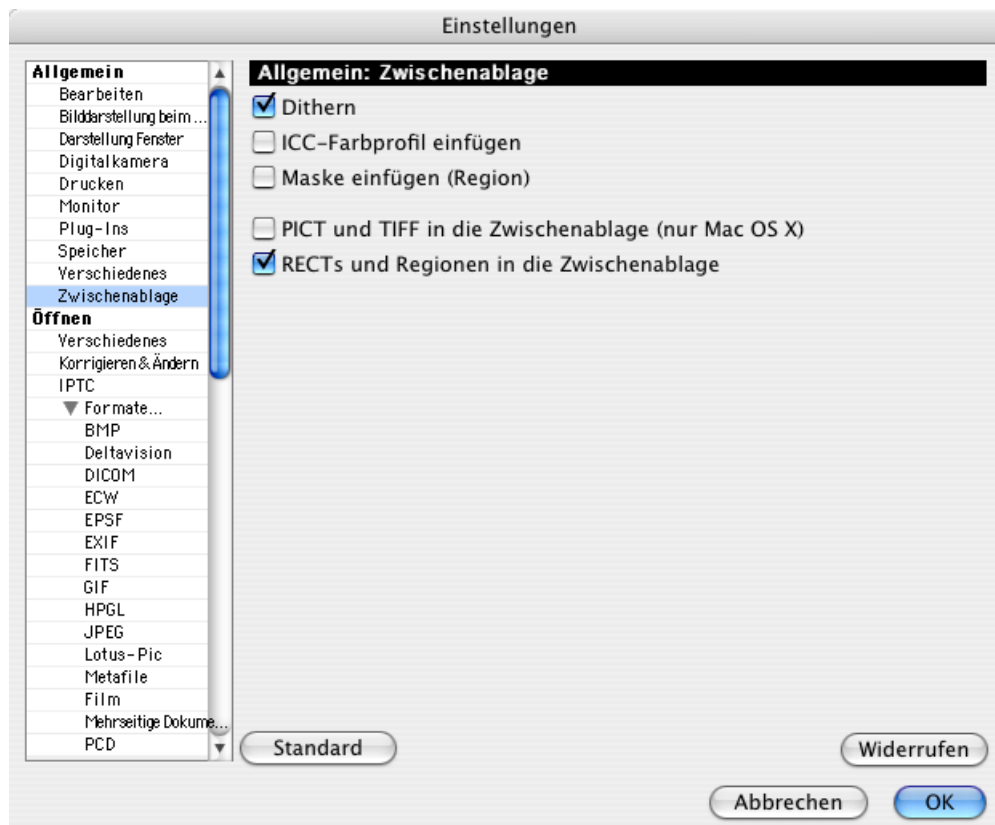 Einstellungen
Allgemein
Bearbeiten
Bilddarstellung beim ...
Darstellung Fenster
Digitalkamera
Drucken
Monitor
Plug-Ins
Speicher
Verschiedenes
Zwischenablage
Öffnen
Verschiedenes
Korrigieren & Ändern
IPTC
Formate...
BMP
Deltavision
DICOM
ECW
EPSF
EXIF
FITS
GIF
HPGL
JPEG
Lotus-Pic
Metafile
Film
Mehrseitige Dokume...
PCD
Allgemein: Zwischenablage
Dithern
ICC-Farbprofil einfügen
Maske einfügen (Region)
PICT und TIFF in die Zwischenablage (nur Mac OS X)
RECTs und Regionen in die Zwischenablage
Standard
Widerrufen
Abbrechen
OK